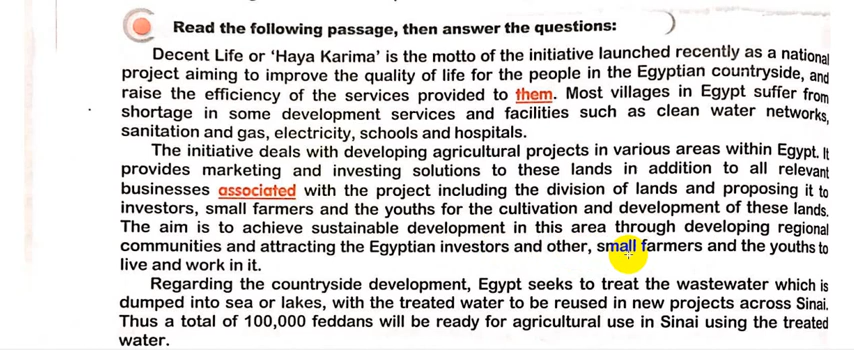 Read the following passage, then answer the questions:
Decent Life or ‘Haya Karima’ is the motto of the initiative launched recently as a national
project aiming to improve the quality of life for the people in the Egyptian countryside, and
raise the efficiency of the services provided to them. Most villages in Egypt suffer from
shortage in some development services and facilities such as clean water networks,
sanitation and gas, electricity, schools and hospitals.
The initiative deals with developing agricultural projects in various areas within Egypt. It
provides marketing and investing solutions to these lands in addition to all relevant
businesses associated with the project including the division of lands and proposing it to
investors, small farmers and the youths for the cultivation and development of these lands.
The aim is to achieve sustainable development in this area through developing regional
communities and attracting the Egyptian investors and other, small farmers and the youths to
live and work in it.
Regarding the countryside development, Egypt seeks to treat the wastewater which is
dumped into sea or lakes, with the treated water to be reused in new projects across Sinai.
Thus a total of 100,000 feddans will be ready for agricultural use in Sinai using the treated
water.